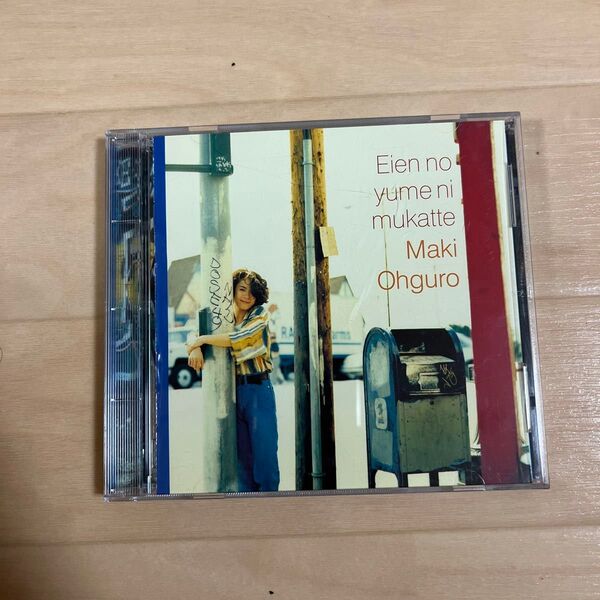 Eien no
yume ni
mukatte
Maki
Ohguro